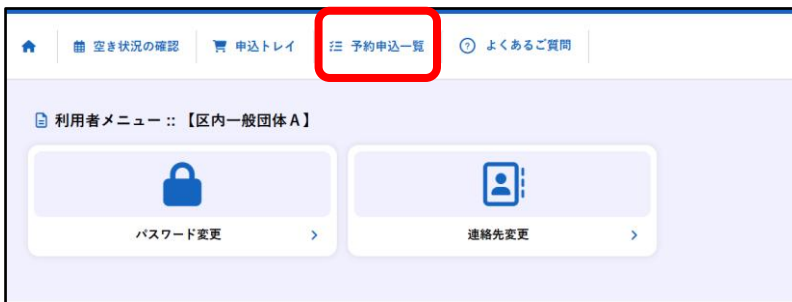 空き状況の確認 申込トレイ 予約申込一覧 よくあるご質問
利用者メニュー :: 【区内一般団体A】
パスワード変更 連絡先変更